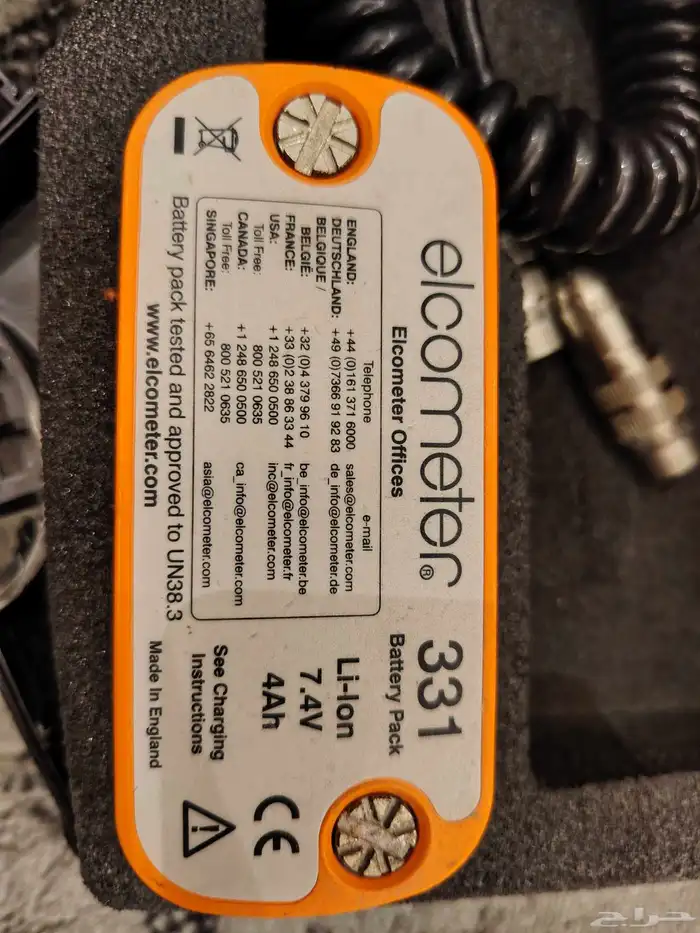 elcometer® 331
Elcometer Offices
Battery Pack
Telephone e-mail
ENGLAND: +44 (0)161 371 6000 sales@elcometer.com
DEUTSCHLAND: +49 (0)7366 91 92 83 de_info@elcometer.de
BELGIQUE /
BELGIË: +32 (0)4 379 96 10 be_info@elcometer.be
FRANCE: +33 (0)2 38 86 33 44 fr_info@elcometer.fr
USA: +1 248 650 0500 inc@elcometer.com
Toll Free: 800 521 0635
CANADA: +1 248 650 0500 ca_info@elcometer.com
Toll Free: 800 521 0635
SINGAPORE: +65 6462 2822 asia@elcometer.com
Li-Ion
7.4V
4Ah
See Charging
Instructions
Battery pack tested and approved to UN38.3
www.elcometer.com
Made In England
CE
حراج